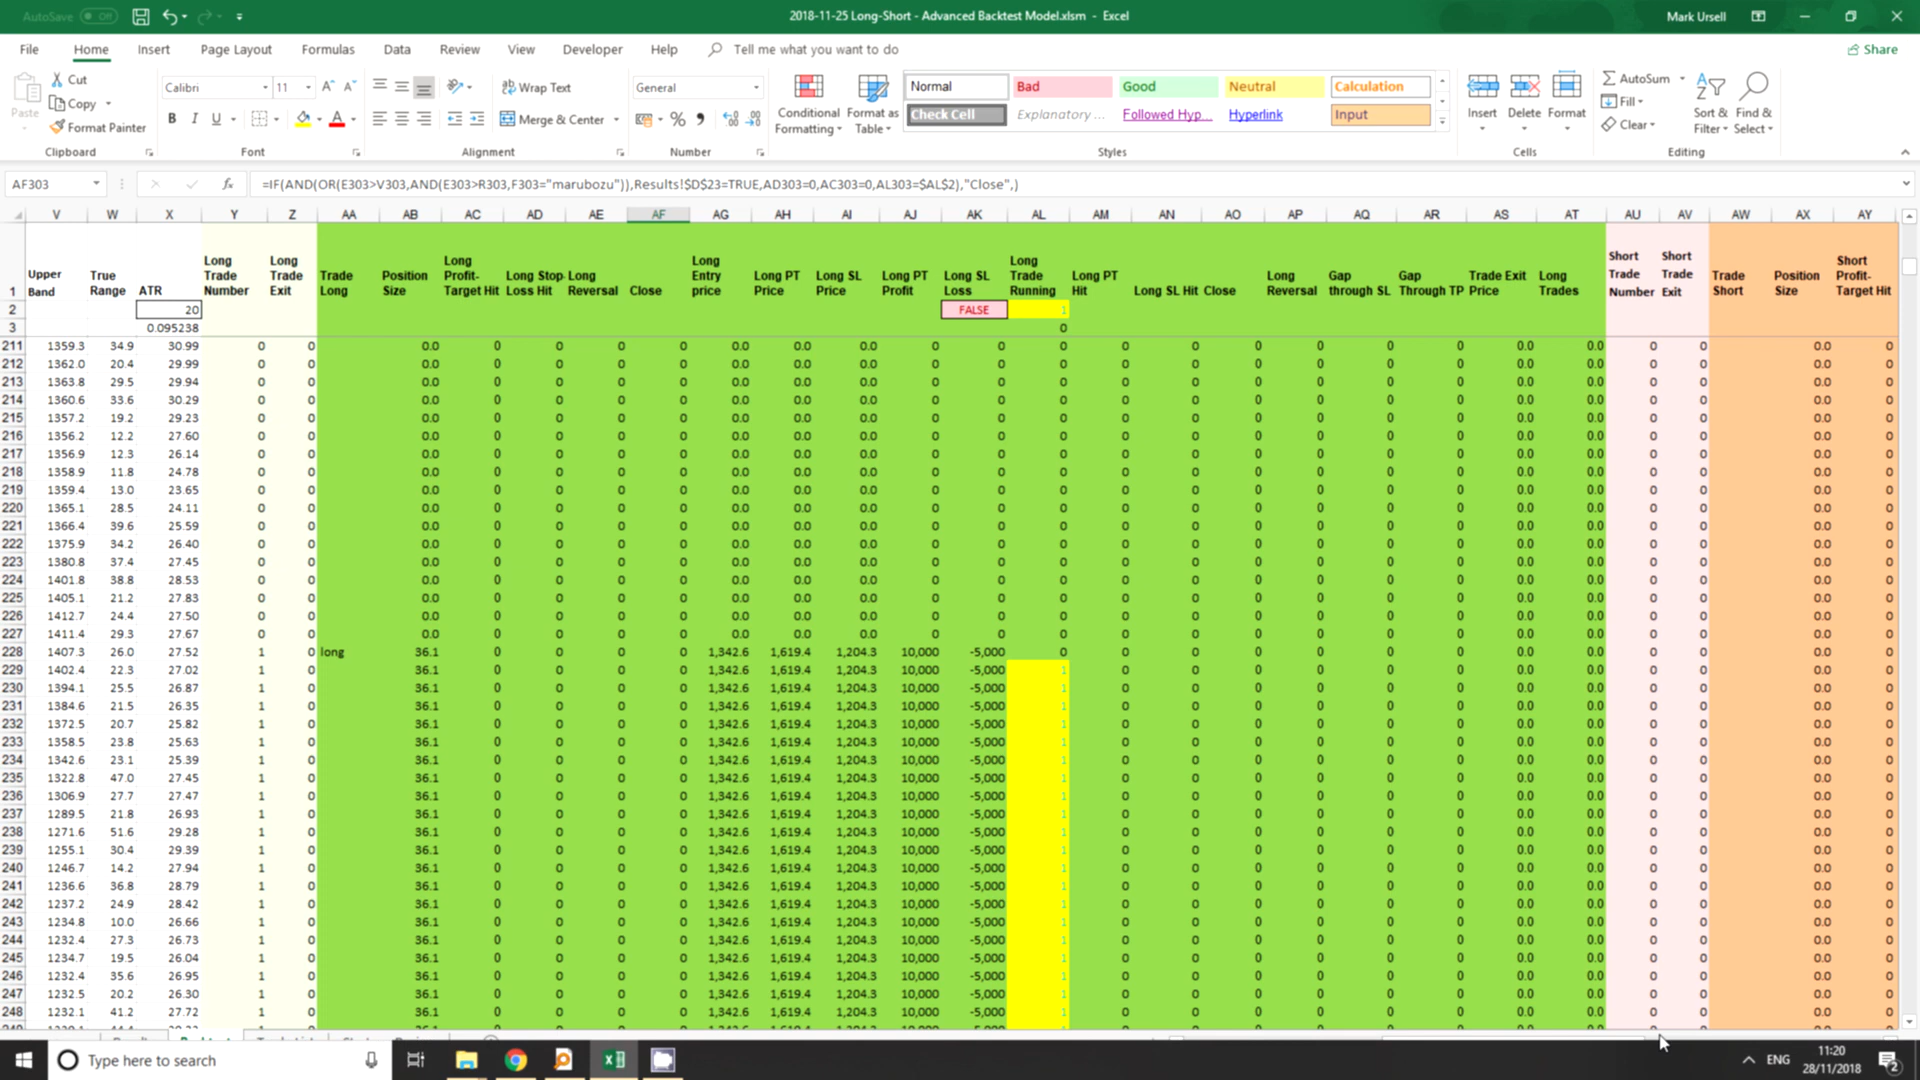 AutoSave Off
2018-11-25 Long-Short - Advanced Backtest Model.xlsm - Excel
Mark Ursell
File Home Insert Page Layout Formulas Data Review View Developer Help Tell me what you want to do Share
Paste Cut Copy Format Painter
Calibri 11
Wrap Text
Merge & Center
General
Conditional Formatting
Format as Table
Normal Bad Good Neutral Calculation
Check Cell Explanatory ... Followed Hyp... Hyperlink Input
Insert Delete Format
AutoSum
Fill
Clear
Sort & Filter
Find & Select
Clipboard Font Alignment Number Styles Cells Editing
AF303 fx =IF(AND(OR(E303>V303,AND(E303>R303,F303="marubozu")),Results!$D$23=TRUE,AD303=0,AC303=0,AL303=$AL$2),"Close",)
V W X Y Z AA AB AC AD AE AF AG AH AI AJ AK AL AM AN AO AP AQ AR AS AT AU AV AW AX AY
1 Upper Band True Range ATR Long Trade Number Long Trade Exit Trade Long Position Size Long Profit-Target Hit Long Stop Loss Hit Long Reversal Close Long Entry price Long PT Price Long SL Price Long PT Profit Long SL Loss Long Trade Running Long PT Hit Long SL Hit Close Long Reversal Gap through SL Gap Through TP Trade Exit Price Long Trades Short Trade Number Short Trade Exit Trade Short Position Size Short Profit-Target Hit
2 20 FALSE 1
3 0.095238 0
211 1359.3 34.9 30.99 0 0 0.0 0 0 0 0 0.0 0.0 0.0 0 0 0 0 0 0 0 0 0 0.0 0.0 0 0 0.0 0
212 1362.0 20.4 29.99 0 0 0.0 0 0 0 0 0.0 0.0 0.0 0 0 0 0 0 0 0 0 0 0.0 0.0 0 0 0.0 0
213 1363.8 29.5 29.94 0 0 0.0 0 0 0 0 0.0 0.0 0.0 0 0 0 0 0 0 0 0 0 0.0 0.0 0 0 0.0 0
214 1360.6 33.6 30.29 0 0 0.0 0 0 0 0 0.0 0.0 0.0 0 0 0 0 0 0 0 0 0 0.0 0.0 0 0 0.0 0
215 1357.2 19.2 29.23 0 0 0.0 0 0 0 0 0.0 0.0 0.0 0 0 0 0 0 0 0 0 0 0.0 0.0 0 0 0.0 0
216 1356.2 12.2 27.60 0 0 0.0 0 0 0 0 0.0 0.0 0.0 0 0 0 0 0 0 0 0 0 0.0 0.0 0 0 0.0 0
217 1356.9 12.3 26.14 0 0 0.0 0 0 0 0 0.0 0.0 0.0 0 0 0 0 0 0 0 0 0 0.0 0.0 0 0 0.0 0
218 1358.9 11.8 24.78 0 0 0.0 0 0 0 0 0.0 0.0 0.0 0 0 0 0 0 0 0 0 0 0.0 0.0 0 0 0.0 0
219 1359.4 13.0 23.65 0 0 0.0 0 0 0 0 0.0 0.0 0.0 0 0 0 0 0 0 0 0 0 0.0 0.0 0 0 0.0 0
220 1365.1 28.5 24.11 0 0 0.0 0 0 0 0 0.0 0.0 0.0 0 0 0 0 0 0 0 0 0 0.0 0.0 0 0 0.0 0
221 1366.4 39.6 25.59 0 0 0.0 0 0 0 0 0.0 0.0 0.0 0 0 0 0 0 0 0 0 0 0.0 0.0 0 0 0.0 0
222 1375.9 34.2 26.40 0 0 0.0 0 0 0 0 0.0 0.0 0.0 0 0 0 0 0 0 0 0 0 0.0 0.0 0 0 0.0 0
223 1380.8 37.4 27.45 0 0 0.0 0 0 0 0 0.0 0.0 0.0 0 0 0 0 0 0 0 0 0 0.0 0.0 0 0 0.0 0
224 1401.8 38.8 28.53 0 0 0.0 0 0 0 0 0.0 0.0 0.0 0 0 0 0 0 0 0 0 0 0.0 0.0 0 0 0.0 0
225 1405.1 21.2 27.83 0 0 0.0 0 0 0 0 0.0 0.0 0.0 0 0 0 0 0 0 0 0 0 0.0 0.0 0 0 0.0 0
226 1412.7 24.4 27.50 0 0 0.0 0 0 0 0 0.0 0.0 0.0 0 0 0 0 0 0 0 0 0 0.0 0.0 0 0 0.0 0
227 1411.4 29.3 27.67 0 0 0.0 0 0 0 0 0.0 0.0 0.0 0 0 0 0 0 0 0 0 0 0.0 0.0 0 0 0.0 0
228 1407.3 26.0 27.52 1 0 long 36.1 0 0 0 0 1,342.6 1,619.4 1,204.3 10,000 -5,000 0 0 0 0 0 0 0 0.0 0.0 0 0 0.0 0
229 1402.4 22.3 27.02 1 0 36.1 0 0 0 0 1,342.6 1,619.4 1,204.3 10,000 -5,000 1 0 0 0 0 0 0 0.0 0.0 0 0 0.0 0
230 1394.1 25.5 26.87 1 0 36.1 0 0 0 0 1,342.6 1,619.4 1,204.3 10,000 -5,000 1 0 0 0 0 0 0 0.0 0.0 0 0 0.0 0
231 1384.6 21.5 26.35 1 0 36.1 0 0 0 0 1,342.6 1,619.4 1,204.3 10,000 -5,000 1 0 0 0 0 0 0 0.0 0.0 0 0 0.0 0
232 1372.5 20.7 25.82 1 0 36.1 0 0 0 0 1,342.6 1,619.4 1,204.3 10,000 -5,000 1 0 0 0 0 0 0 0.0 0.0 0 0 0.0 0
233 1358.5 23.8 25.63 1 0 36.1 0 0 0 0 1,342.6 1,619.4 1,204.3 10,000 -5,000 1 0 0 0 0 0 0 0.0 0.0 0 0 0.0 0
234 1342.6 23.1 25.39 1 0 36.1 0 0 0 0 1,342.6 1,619.4 1,204.3 10,000 -5,000 1 0 0 0 0 0 0 0.0 0.0 0 0 0.0 0
235 1322.8 47.0 27.45 1 0 36.1 0 0 0 0 1,342.6 1,619.4 1,204.3 10,000 -5,000 1 0 0 0 0 0 0 0.0 0.0 0 0 0.0 0
236 1306.9 27.7 27.47 1 0 36.1 0 0 0 0 1,342.6 1,619.4 1,204.3 10,000 -5,000 1 0 0 0 0 0 0 0.0 0.0 0 0 0.0 0
237 1289.5 21.8 26.93 1 0 36.1 0 0 0 0 1,342.6 1,619.4 1,204.3 10,000 -5,000 1 0 0 0 0 0 0 0.0 0.0 0 0 0.0 0
238 1271.6 51.6 29.28 1 0 36.1 0 0 0 0 1,342.6 1,619.4 1,204.3 10,000 -5,000 1 0 0 0 0 0 0 0.0 0.0 0 0 0.0 0
239 1255.1 30.4 29.39 1 0 36.1 0 0 0 0 1,342.6 1,619.4 1,204.3 10,000 -5,000 1 0 0 0 0 0 0 0.0 0.0 0 0 0.0 0
240 1246.7 14.2 27.94 1 0 36.1 0 0 0 0 1,342.6 1,619.4 1,204.3 10,000 -5,000 1 0 0 0 0 0 0 0.0 0.0 0 0 0.0 0
241 1236.6 36.8 28.79 1 0 36.1 0 0 0 0 1,342.6 1,619.4 1,204.3 10,000 -5,000 1 0 0 0 0 0 0 0.0 0.0 0 0 0.0 0
242 1237.2 24.9 28.42 1 0 36.1 0 0 0 0 1,342.6 1,619.4 1,204.3 10,000 -5,000 1 0 0 0 0 0 0 0.0 0.0 0 0 0.0 0
243 1234.8 10.0 26.66 1 0 36.1 0 0 0 0 1,342.6 1,619.4 1,204.3 10,000 -5,000 1 0 0 0 0 0 0 0.0 0.0 0 0 0.0 0
244 1232.4 27.3 26.73 1 0 36.1 0 0 0 0 1,342.6 1,619.4 1,204.3 10,000 -5,000 1 0 0 0 0 0 0 0.0 0.0 0 0 0.0 0
245 1234.7 19.5 26.04 1 0 36.1 0 0 0 0 1,342.6 1,619.4 1,204.3 10,000 -5,000 1 0 0 0 0 0 0 0.0 0.0 0 0 0.0 0
246 1232.4 35.6 26.95 1 0 36.1 0 0 0 0 1,342.6 1,619.4 1,204.3 10,000 -5,000 1 0 0 0 0 0 0 0.0 0.0 0 0 0.0 0
247 1232.5 20.2 26.30 1 0 36.1 0 0 0 0 1,342.6 1,619.4 1,204.3 10,000 -5,000 1 0 0 0 0 0 0 0.0 0.0 0 0 0.0 0
248 1232.1 41.2 27.72 1 0 36.1 0 0 0 0 1,342.6 1,619.4 1,204.3 10,000 -5,000 1 0 0 0 0 0 0 0.0 0.0 0 0 0.0 0
Type here to search
ENG
11:20
28/11/2018
2